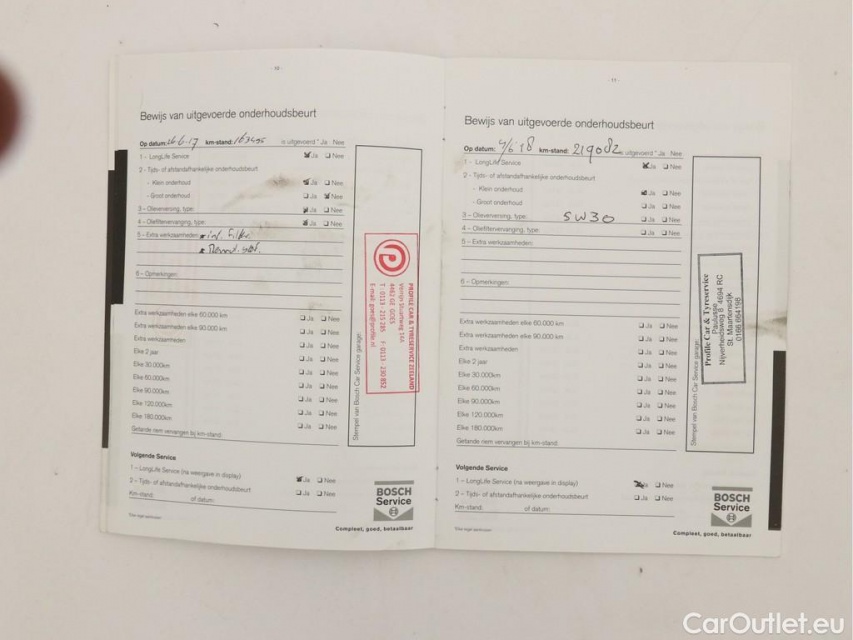 - 10 -
Bewijs van uitgevoerde onderhoudsbeurt
Op datum: 26-6-17 km-stand: 163495 is uitgevoerd * Ja Nee
1 - LongLife Service Ja Nee
2 - Tijds- of afstandafhankelijke onderhoudsbeurt
- Klein onderhoud Ja Nee
- Groot onderhoud Ja Nee
3 - Olieverversing, type: Ja Nee
4 - Oliefiltervervanging, type: Ja Nee
5 - Extra werkzaamheden:
6 - Opmerkingen:
Extra werkzaamheden elke 60.000 km Ja Nee
Extra werkzaamheden elke 90.000 km Ja Nee
Extra werkzaamheden
Elke 2 jaar Ja Nee
Elke 30.000km Ja Nee
Elke 60.000km Ja Nee
Elke 90.000km Ja Nee
Elke 120.000km Ja Nee
Elke 180.000km Ja Nee
Getande riem vervangen bij km-stand:
Stempel van Bosch Car Service garage:
PROFILE CAR & TYRESERVICE ZEELAND
4462 GE GOES
Volgende Service
1 - LongLife Service (na weergave in display) Ja Nee
2 - Tijds- of afstandafhankelijke onderhoudsbeurt Ja Nee
Km-stand: of datum:
BOSCH
Service
Compleet, goed, betaalbaar
- 11 -
Bewijs van uitgevoerde onderhoudsbeurt
Op datum: 4/6 18 km-stand: 219082 uitgevoerd * Ja Nee
1 - LongLife Service Ja Nee
2 - Tijds- of afstandafhankelijke onderhoudsbeurt
- Klein onderhoud Ja Nee
- Groot onderhoud Ja Nee
3 - Olieverversing, type: 5W30 Ja Nee
4 - Oliefiltervervanging, type: Ja Nee
5 - Extra werkzaamheden:
6 - Opmerkingen:
Extra werkzaamheden elke 60.000 km Ja Nee
Extra werkzaamheden elke 90.000 km Ja Nee
Extra werkzaamheden
Elke 2 jaar Ja Nee
Elke 30.000km Ja Nee
Elke 60.000km Ja Nee
Elke 90.000km Ja Nee
Elke 120.000km Ja Nee
Elke 180.000km Ja Nee
Getande riem vervangen bij km-stand:
Stempel van Bosch Car Service garage:
Profile Car & Tyreservice
Pauluisse
Nijverheidsweg 8 4694 RC
St. Maartensdijk
0166 664198
Volgende Service
1 - LongLife Service (na weergave in display) Ja Nee
2 - Tijds- of afstandafhankelijke onderhoudsbeurt Ja Nee
Km-stand: of datum:
BOSCH
Service
Compleet, goed, betaalbaar
CarOutlet.eu